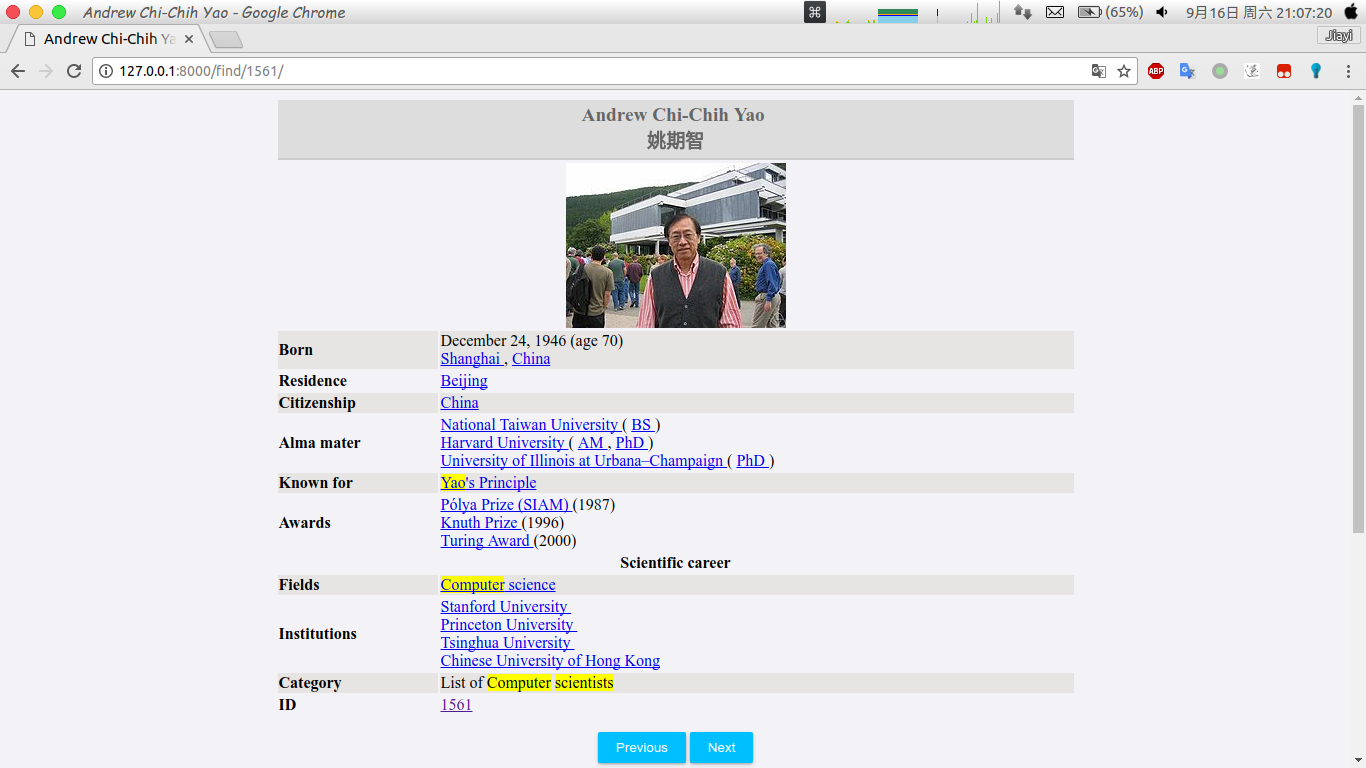 Andrew Chi-Chih Yao - Google Chrome
(65%)
9月16日 周六 21:07:20
Andrew Chi-Chih Ya
Jiayi
127.0.0.1:8000/find/1561/
ABP
Andrew Chi-Chih Yao
姚期智
Born
December 24, 1946 (age 70)
Shanghai , China
Residence
Beijing
Citizenship
China
Alma mater
National Taiwan University ( BS )
Harvard University ( AM , PhD )
University of Illinois at Urbana–Champaign ( PhD )
Known for
Yao's Principle
Awards
Pólya Prize (SIAM) (1987)
Knuth Prize (1996)
Turing Award (2000)
Scientific career
Fields
Computer science
Institutions
Stanford University
Princeton University
Tsinghua University
Chinese University of Hong Kong
Category
List of Computer scientists
ID
1561
Previous
Next